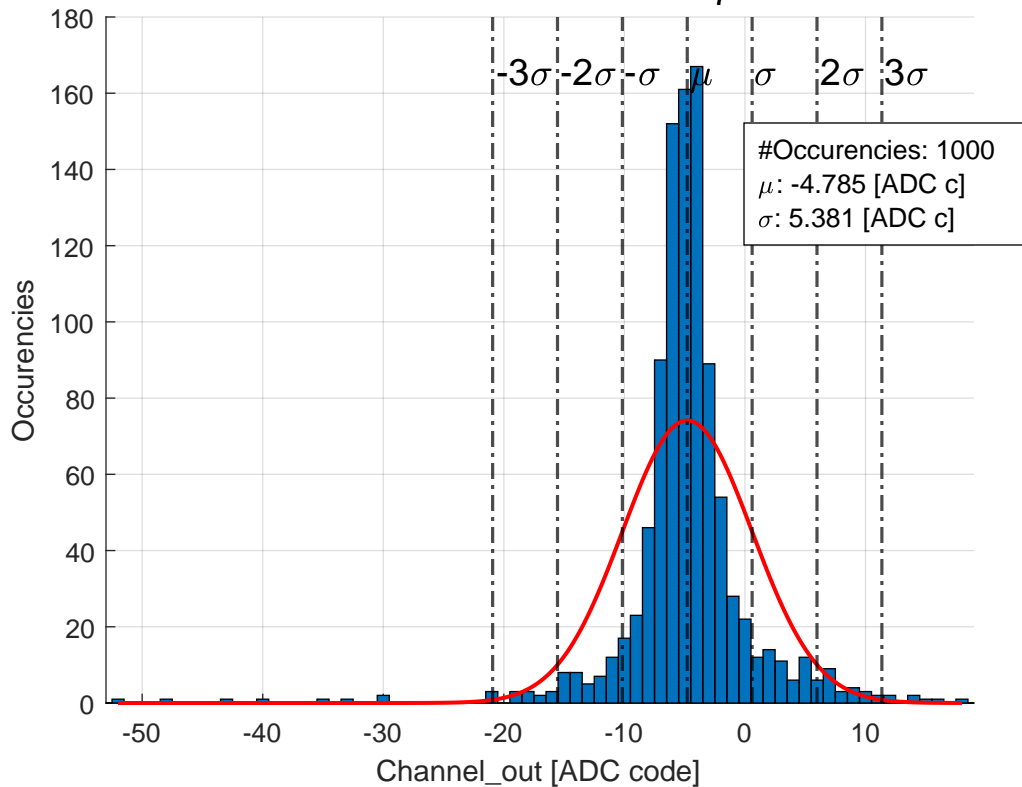 180
160
140
120
100
80
60
40
20
0
Occurencies
-3σ -2σ -σ μ σ 2σ 3σ
#Occurencies: 1000
μ: -4.785 [ADC c]
σ: 5.381 [ADC c]
-50 -40 -30 -20 -10 0 10
Channel_out [ADC code]